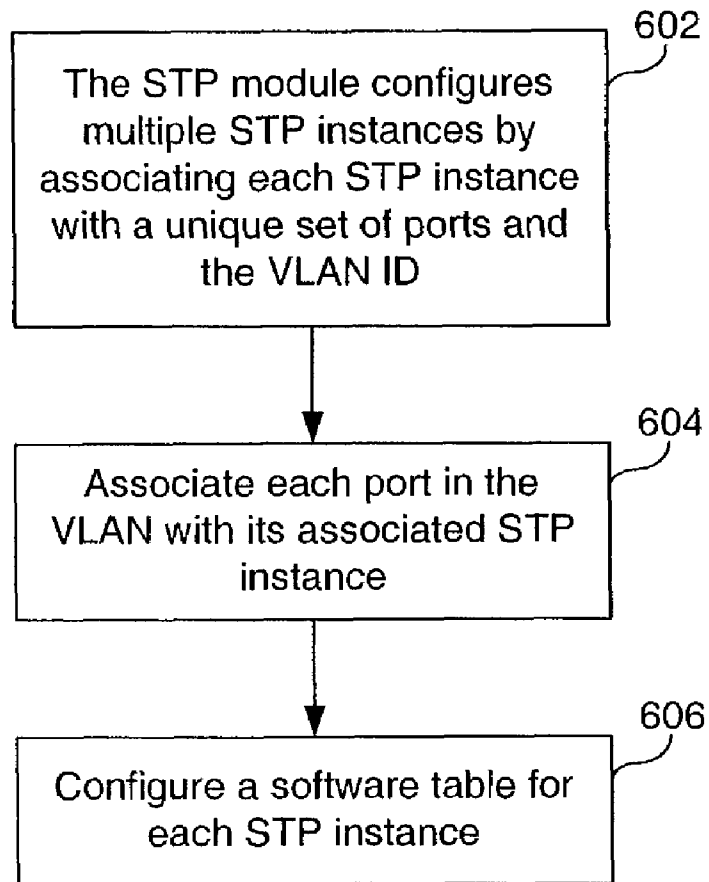 602
The STP module configures
multiple STP instances by
associating each STP instance
with a unique set of ports and
the VLAN ID
604
Associate each port in the
VLAN with its associated STP
instance
606
Configure a software table for
each STP instance